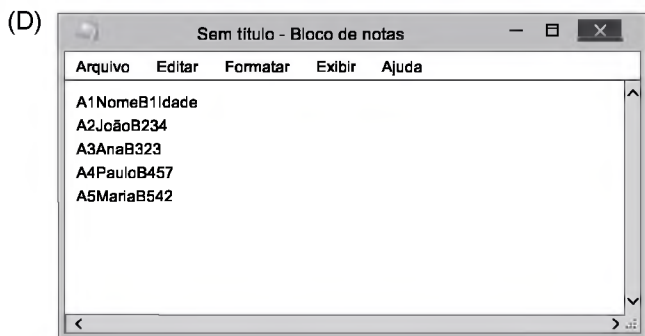 (D)
Sem título - Bloco de notas
Arquivo Editar Formatar Exibir Ajuda
A1NomeB1Idade
A2JoãoB234
A3AnaB323
A4PauloB457
A5MariaB542